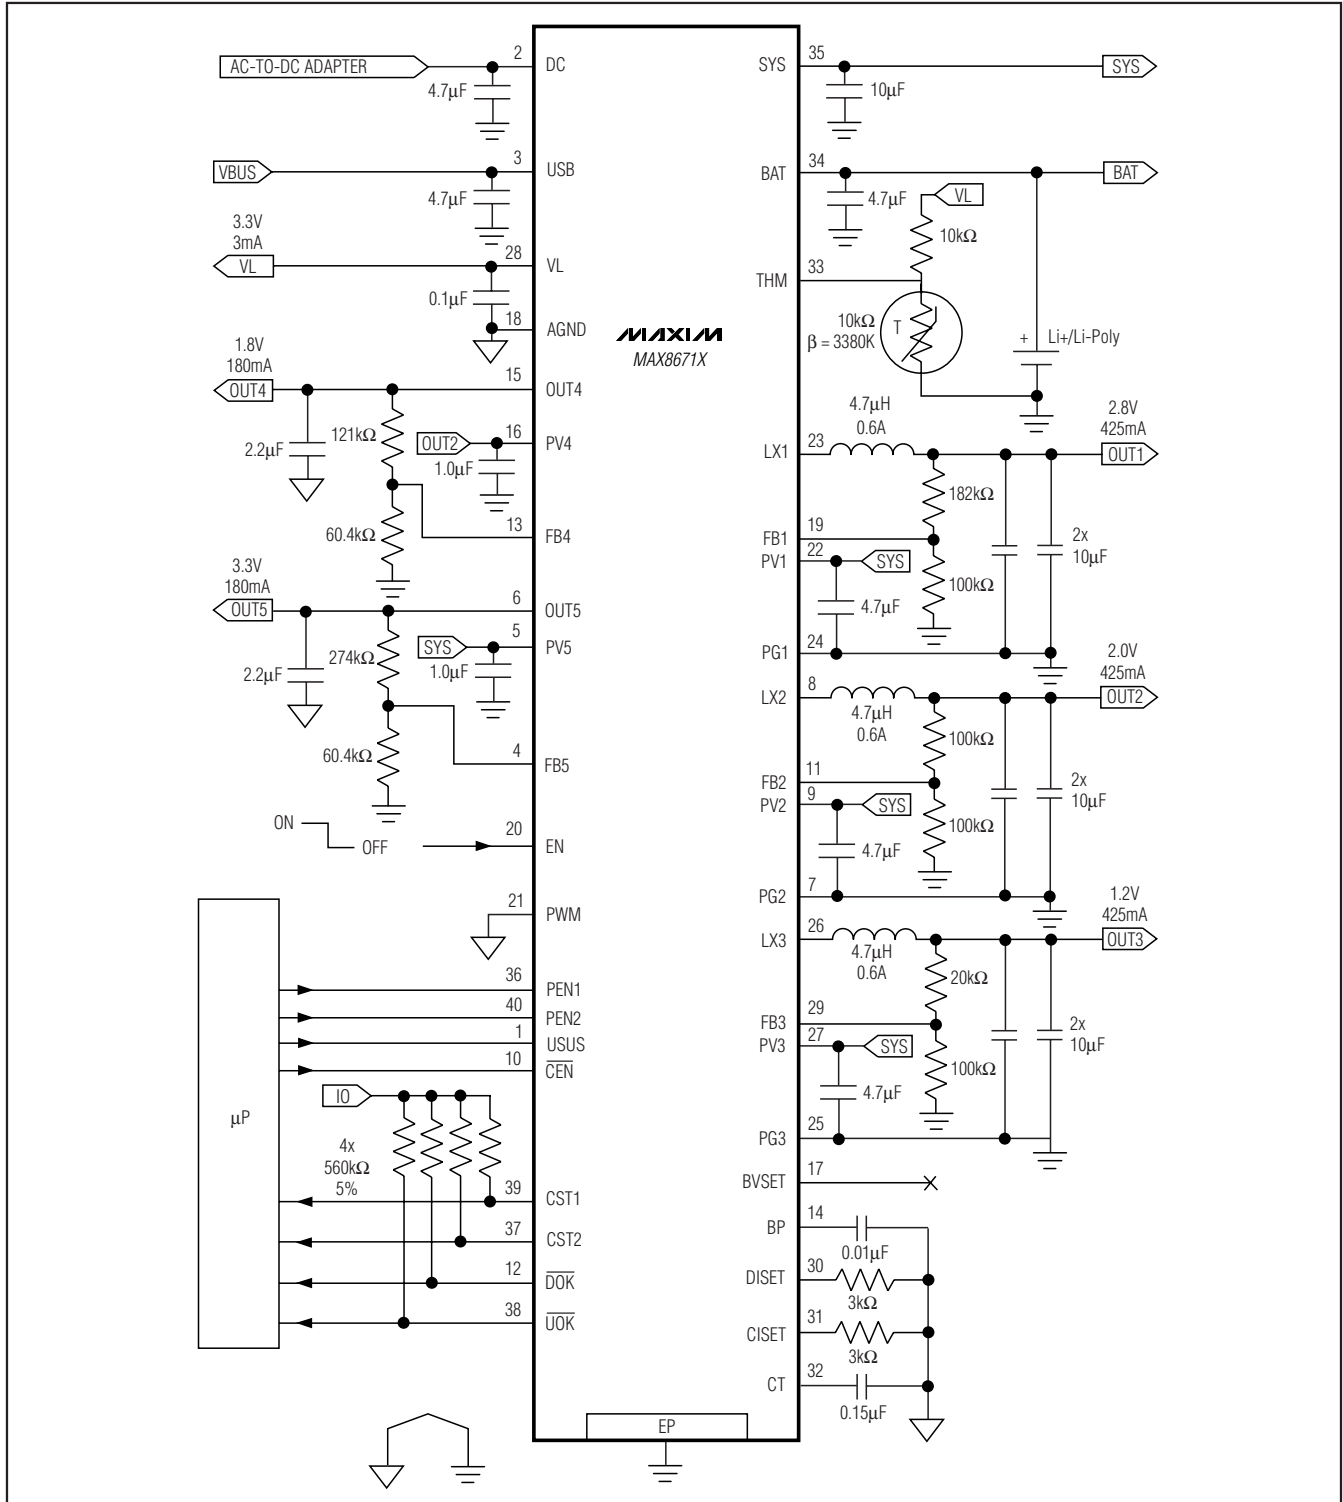 AC-TO-DC ADAPTER
2
DC
4.7µF
VBUS
3
USB
4.7µF
3.3V
3mA
VL
28
VL
0.1µF
18
AGND
1.8V
180mA
OUT4
15
OUT4
2.2µF
121kΩ
OUT2
16
PV4
1.0µF
60.4kΩ
13
FB4
3.3V
180mA
OUT5
6
OUT5
SYS
5
PV5
2.2µF
274kΩ
1.0µF
60.4kΩ
4
FB5
ON
OFF
20
EN
21
PWM
µP
36
PEN1
40
PEN2
1
USUS
10
CEN
IO
4x
560kΩ
5%
39
CST1
37
CST2
12
DOK
38
UOK
MAXIM
MAX8671X
EP
SYS
35
SYS
10µF
BAT
34
BAT
4.7µF
VL
10kΩ
THM
33
10kΩ
β = 3380K
T
+
Li+/Li-Poly
LX1
23
4.7µH
0.6A
2.8V
425mA
OUT1
182kΩ
FB1
19
PV1
22
SYS
2x
10µF
100kΩ
4.7µF
PG1
24
LX2
8
4.7µH
0.6A
2.0V
425mA
OUT2
100kΩ
FB2
11
PV2
9
SYS
2x
10µF
100kΩ
4.7µF
PG2
7
LX3
26
4.7µH
0.6A
1.2V
425mA
OUT3
20kΩ
FB3
29
PV3
27
SYS
2x
10µF
100kΩ
4.7µF
PG3
25
BVSET
17
BP
14
0.01µF
DISET
30
3kΩ
CISET
31
3kΩ
CT
32
0.15µF